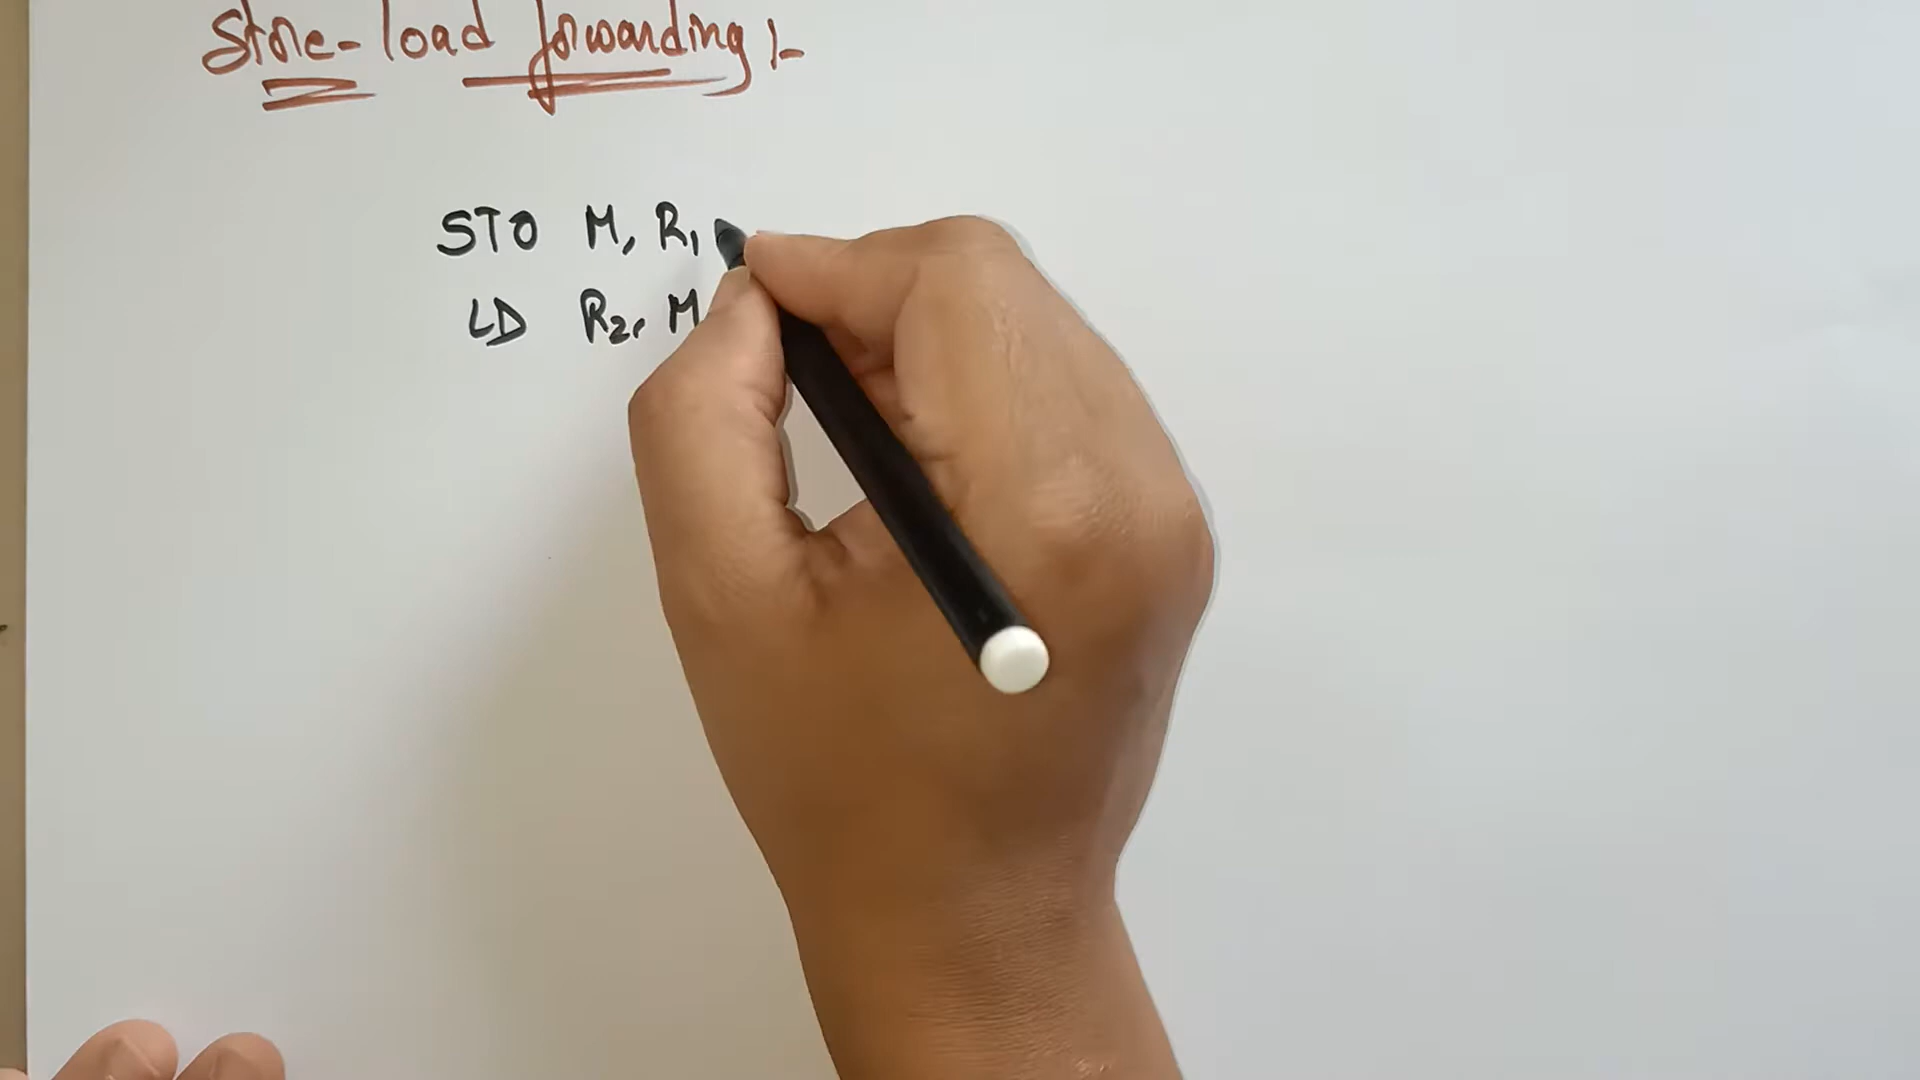 Store-load forwarding :-
STO M, R1
LD R2, M